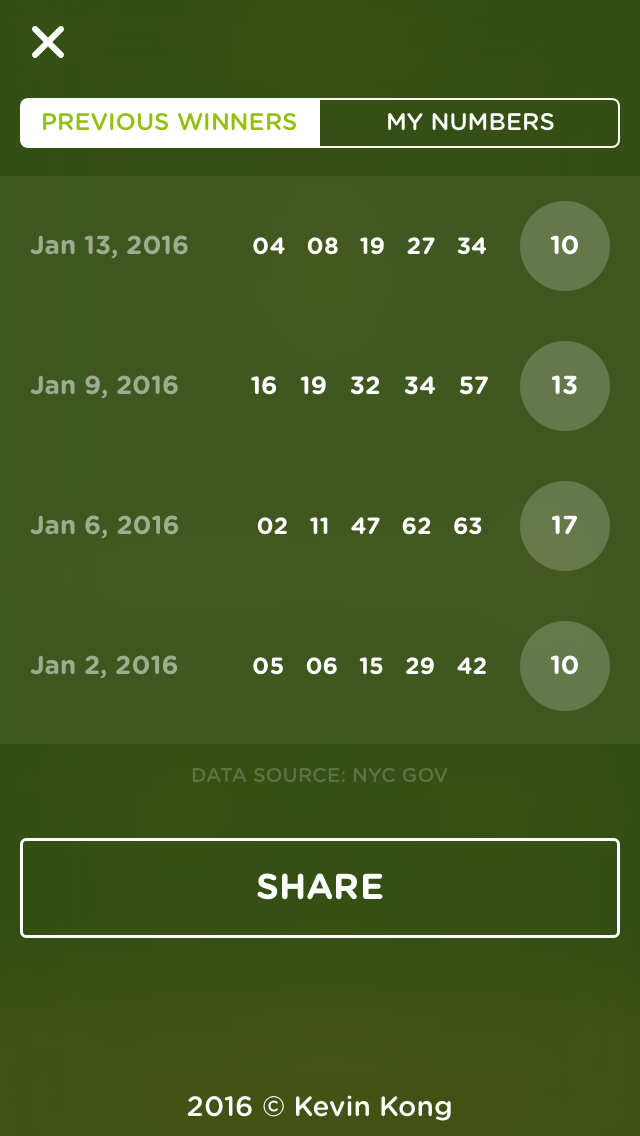 PREVIOUS WINNERS MY NUMBERS
Jan 13, 2016 04 08 19 27 34 10
Jan 9, 2016 16 19 32 34 57 13
Jan 6, 2016 02 11 47 62 63 17
Jan 2, 2016 05 06 15 29 42 10
DATA SOURCE: NYC GOV
SHARE
2016 © Kevin Kong